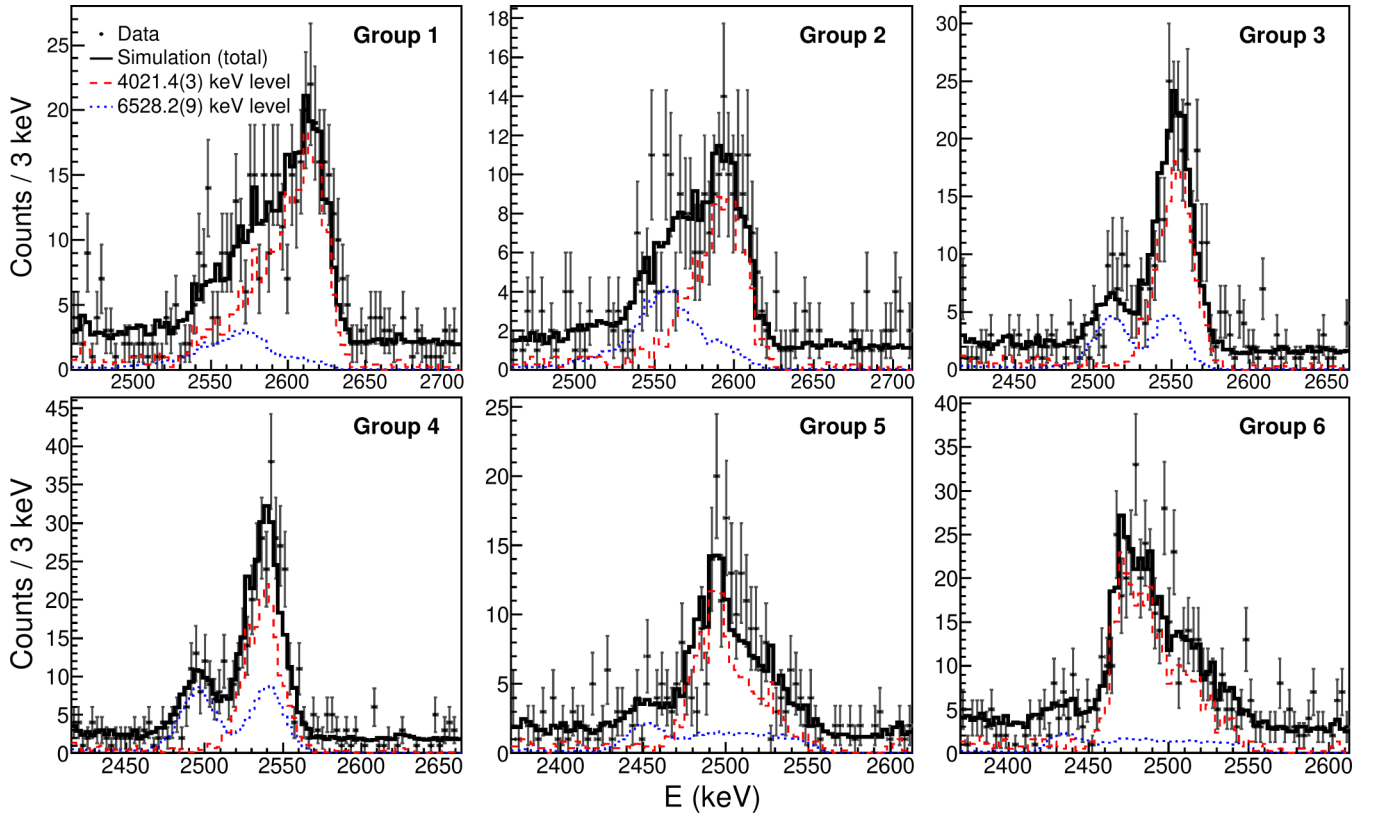 Group 1
Data
Simulation (total)
4021.4(3) keV level
6528.2(9) keV level
Counts / 3 keV
0
5
10
15
20
25
2500 2550 2600 2650 2700
Group 2
0
2
4
6
8
10
12
14
16
18
2500 2550 2600 2650 2700
Group 3
0
5
10
15
20
25
30
2450 2500 2550 2600 2650
Group 4
Counts / 3 keV
0
5
10
15
20
25
30
35
40
45
2450 2500 2550 2600 2650
Group 5
0
5
10
15
20
25
2400 2450 2500 2550 2600
Group 6
0
5
10
15
20
25
30
35
40
2400 2450 2500 2550 2600
E (keV)